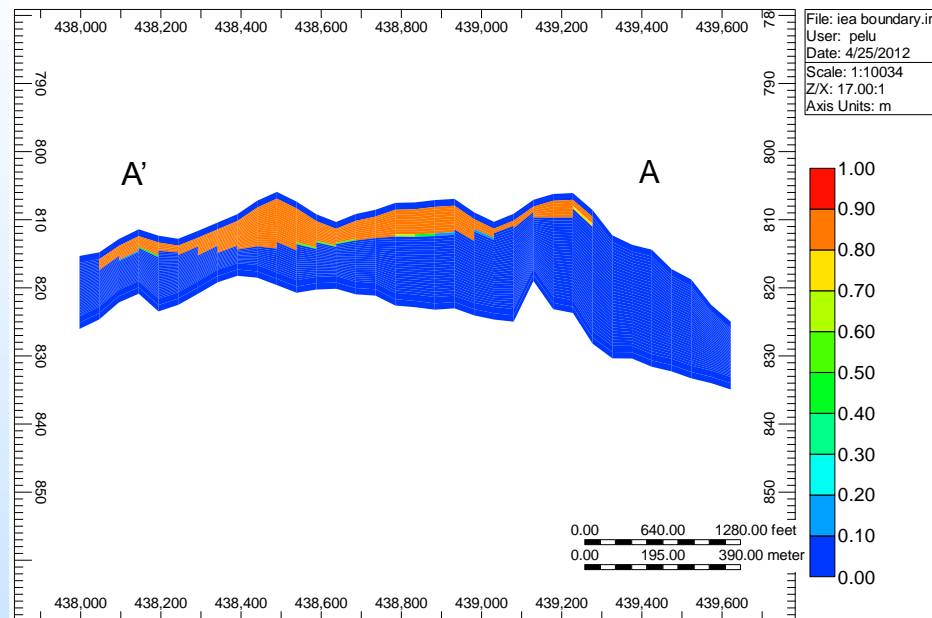 438,000 438,200 438,400 438,600 438,800 439,000 439,200 439,400 439,600
File: iea boundary.ir
User: pelu
Date: 4/25/2012
Scale: 1:10034
Z/X: 17.00:1
Axis Units: m
78
790
800
810
820
830
840
850
780
790
800
810
820
830
840
850
A’ A
1.00
0.90
0.80
0.70
0.60
0.50
0.40
0.30
0.20
0.10
0.00
0.00 640.00 1280.00 feet
0.00 195.00 390.00 meter
438,000 438,200 438,400 438,600 438,800 439,000 439,200 439,400 439,600